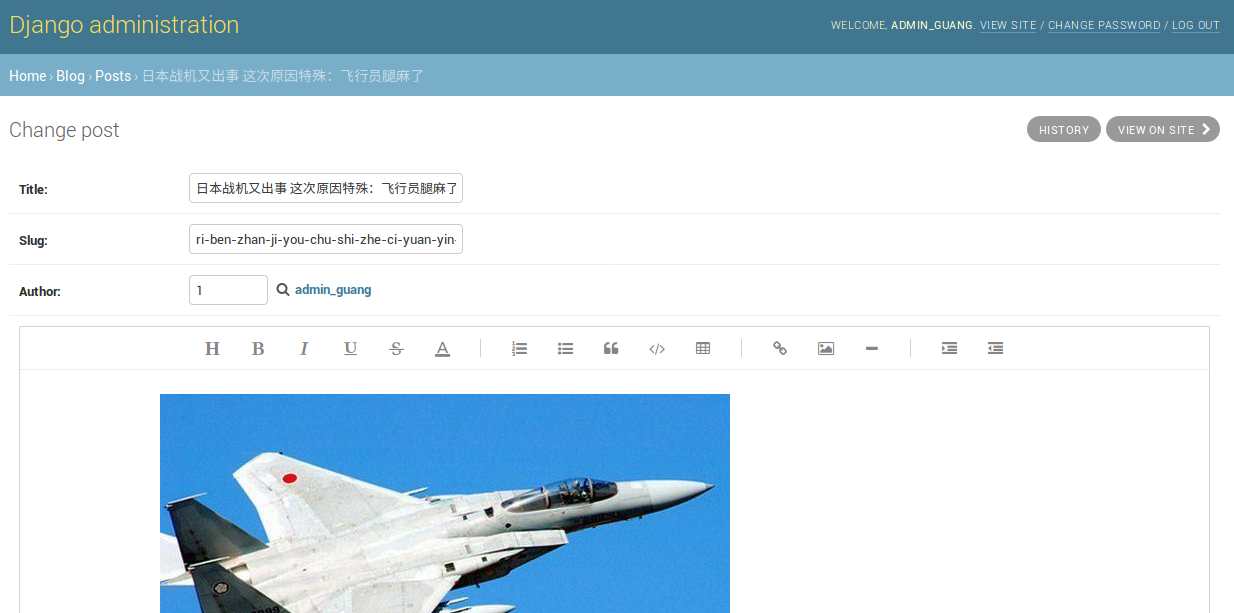 Django administration
WELCOME, ADMIN_GUANG. VIEW SITE / CHANGE PASSWORD / LOG OUT
Home › Blog › Posts › 日本战机又出事 这次原因特殊：飞行员腿麻了
Change post
HISTORY
VIEW ON SITE
Title:
日本战机又出事 这次原因特殊：飞行员腿麻了
Slug:
ri-ben-zhan-ji-you-chu-shi-zhe-ci-yuan-yin-
Author:
1
admin_guang
H B I U S A